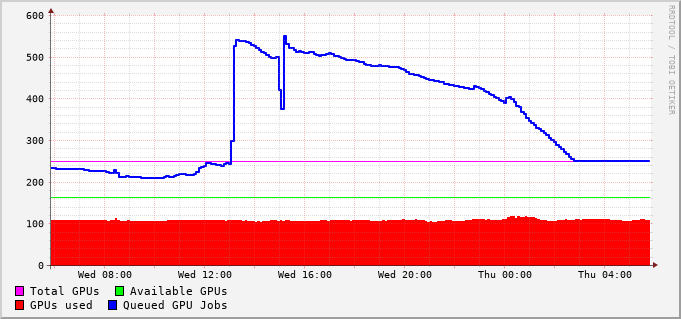 600
500
400
300
200
100
0
Wed 08:00 Wed 12:00 Wed 16:00 Wed 20:00 Thu 00:00 Thu 04:00
Total GPUs Available GPUs
GPUs used Queued GPU Jobs
RRDTOOL / TOBI OETIKER